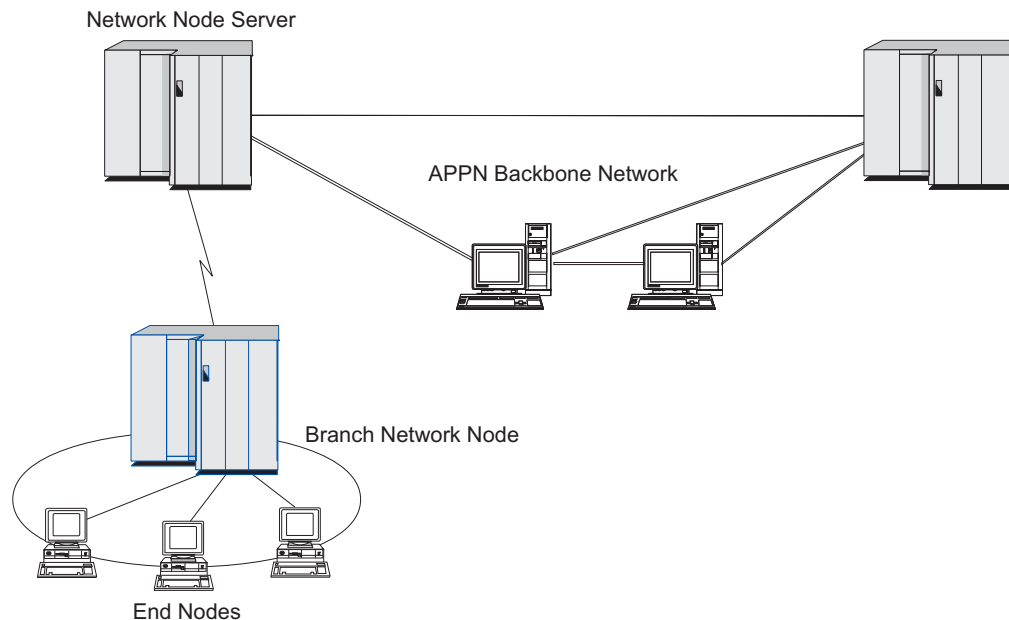 Network Node Server
APPN Backbone Network
Branch Network Node
End Nodes